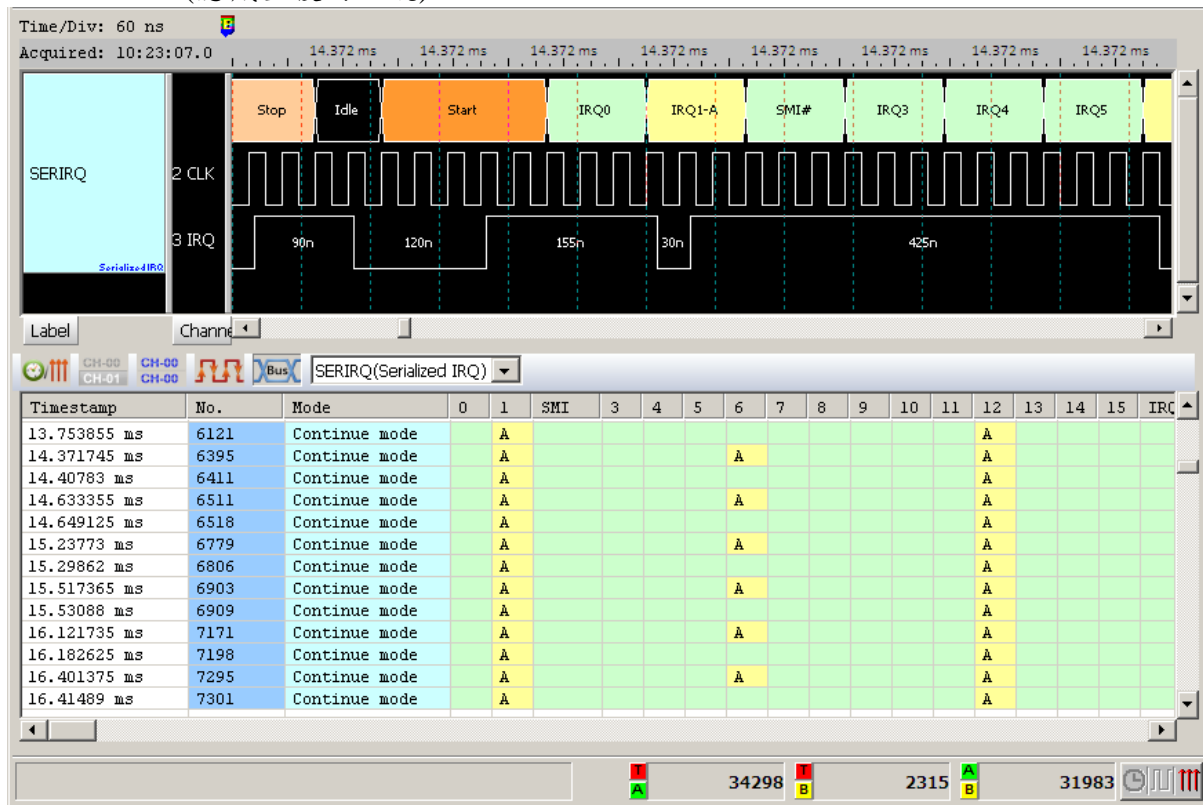 Time/Div: 60 ns
Acquired: 10:23:07.0 14.372 ms 14.372 ms 14.372 ms 14.372 ms 14.372 ms 14.372 ms 14.372 ms 14.372 ms
Stop Idle Start IRQ0 IRQ1-A SMI# IRQ3 IRQ4 IRQ5
SERIRQ 2 CLK
3 IRQ 90n 120n 155n 30n 425n
Serialized IRQ
Label Channe
CH-00 CH-01 CH-00 CH-00 Bus SERIRQ(Serialized IRQ)
Timestamp No. Mode 0 1 SMI 3 4 5 6 7 8 9 10 11 12 13 14 15 IRQ
13.753855 ms 6121 Continue mode A A
14.371745 ms 6395 Continue mode A A A
14.40783 ms 6411 Continue mode A A
14.633355 ms 6511 Continue mode A A A
14.649125 ms 6518 Continue mode A A
15.23773 ms 6779 Continue mode A A A
15.29862 ms 6806 Continue mode A A
15.517365 ms 6903 Continue mode A A A
15.53088 ms 6909 Continue mode A A
16.121735 ms 7171 Continue mode A A A
16.182625 ms 7198 Continue mode A A
16.401375 ms 7295 Continue mode A A A
16.41489 ms 7301 Continue mode A A
T A 34298 T B 2315 A B 31983